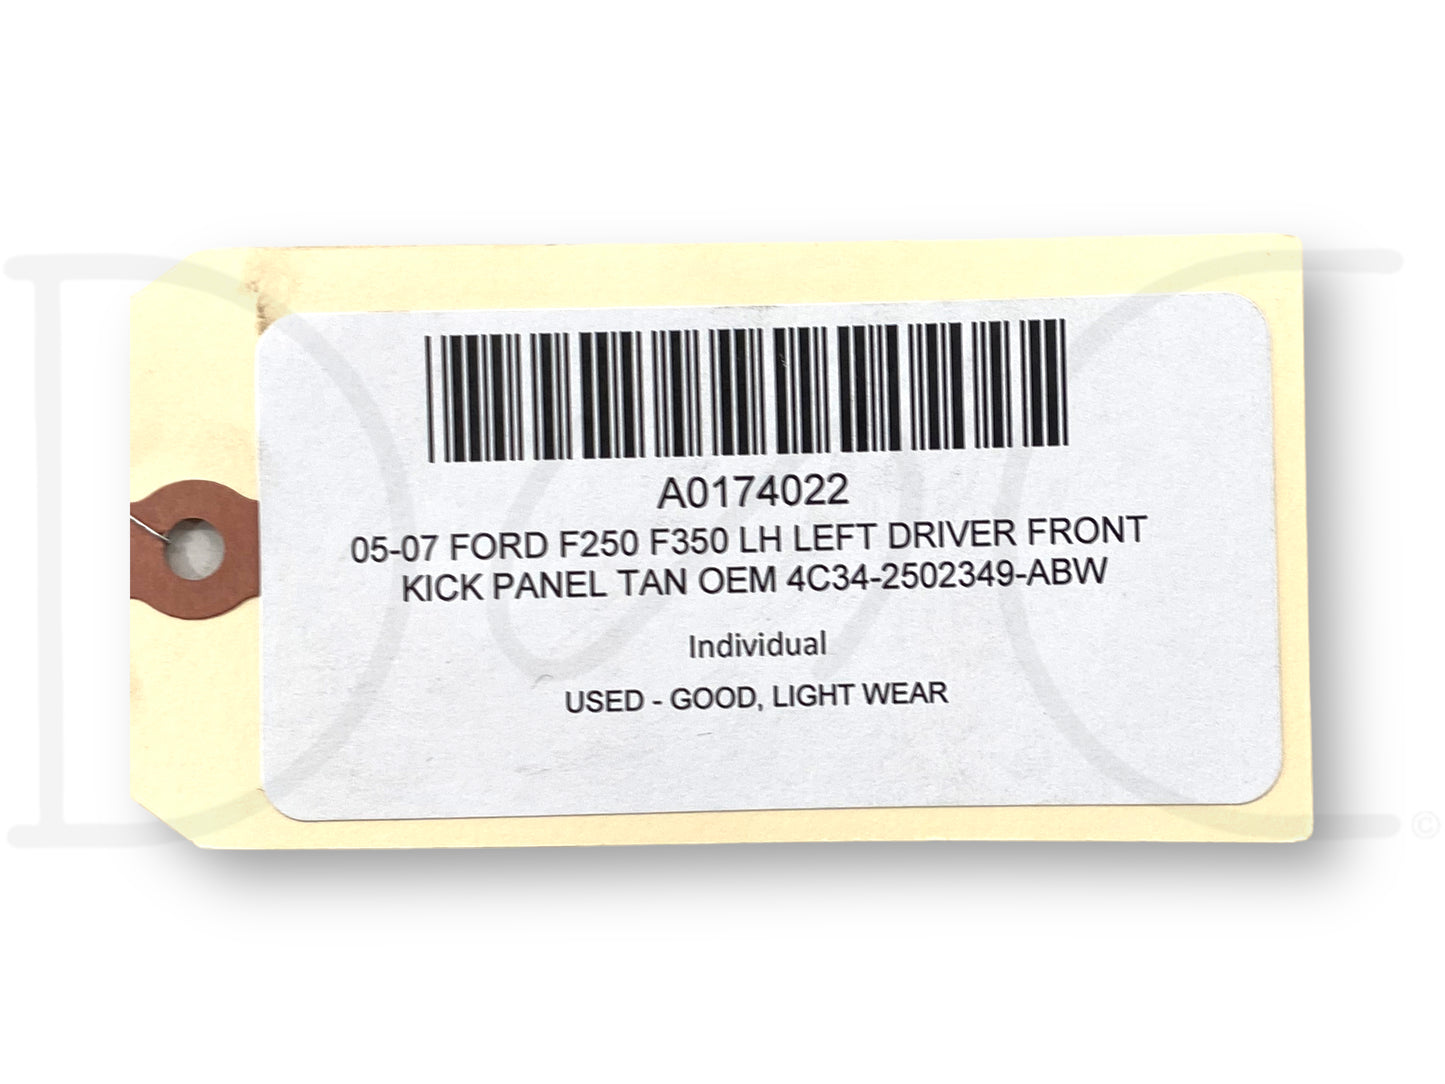 A0174022
05-07 FORD F250 F350 LH LEFT DRIVER FRONT
KICK PANEL TAN OEM 4C34-2502349-ABW
Individual
USED - GOOD, LIGHT WEAR
DC
©